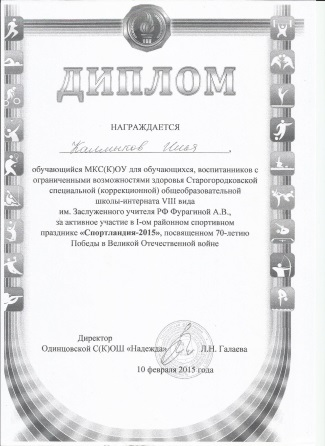 ДИПЛОМ
НАГРАЖДАЕТСЯ
Калинков Илья
обучающийся МКС(К)ОУ для обучающихся, воспитанников с
ограниченными возможностями здоровья Старогородковской
специальной (коррекционной) общеобразовательной
школы-интерната VIII вида
им. Заслуженного учителя РФ Фурагиной А.В.,
за активное участие в I-ом районном спортивном
празднике «Спортландия-2015», посвященном 70-летию
Победы в Великой Отечественной войне
Директор
Одинцовской С(К)ОШ «Надежда» Л.Н. Галаева
10 февраля 2015 года